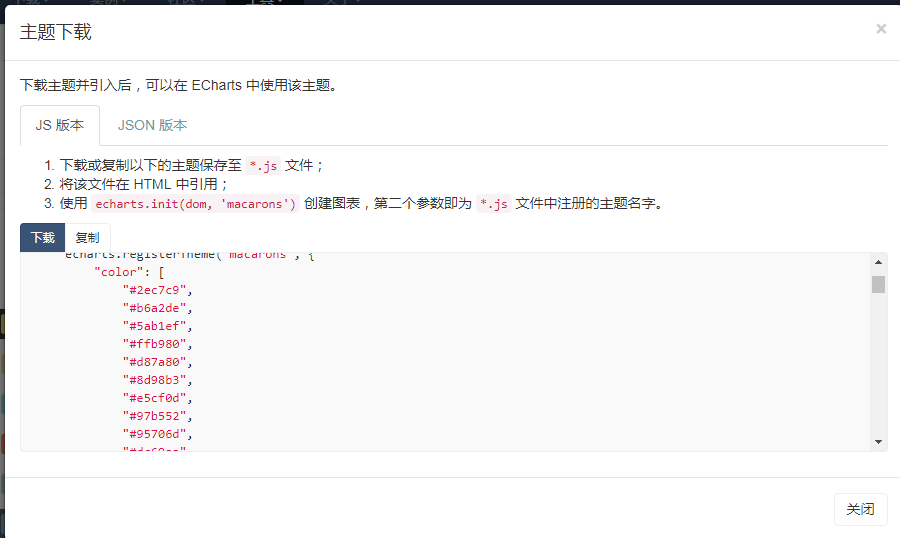 主题下载
×
下载主题并引入后，可以在 ECharts 中使用该主题。
JS 版本
JSON 版本
1. 下载或复制以下的主题保存至 *.js 文件；
2. 将该文件在 HTML 中引用；
3. 使用 echarts.init(dom, 'macarons') 创建图表，第二个参数即为 *.js 文件中注册的主题名字。
下载
复制
echarts.registerTheme('macarons', {
"color": [
"#2ec7c9",
"#b6a2de",
"#5ab1ef",
"#ffb980",
"#d87a80",
"#8d98b3",
"#e5cf0d",
"#97b552",
"#95706d",
关闭